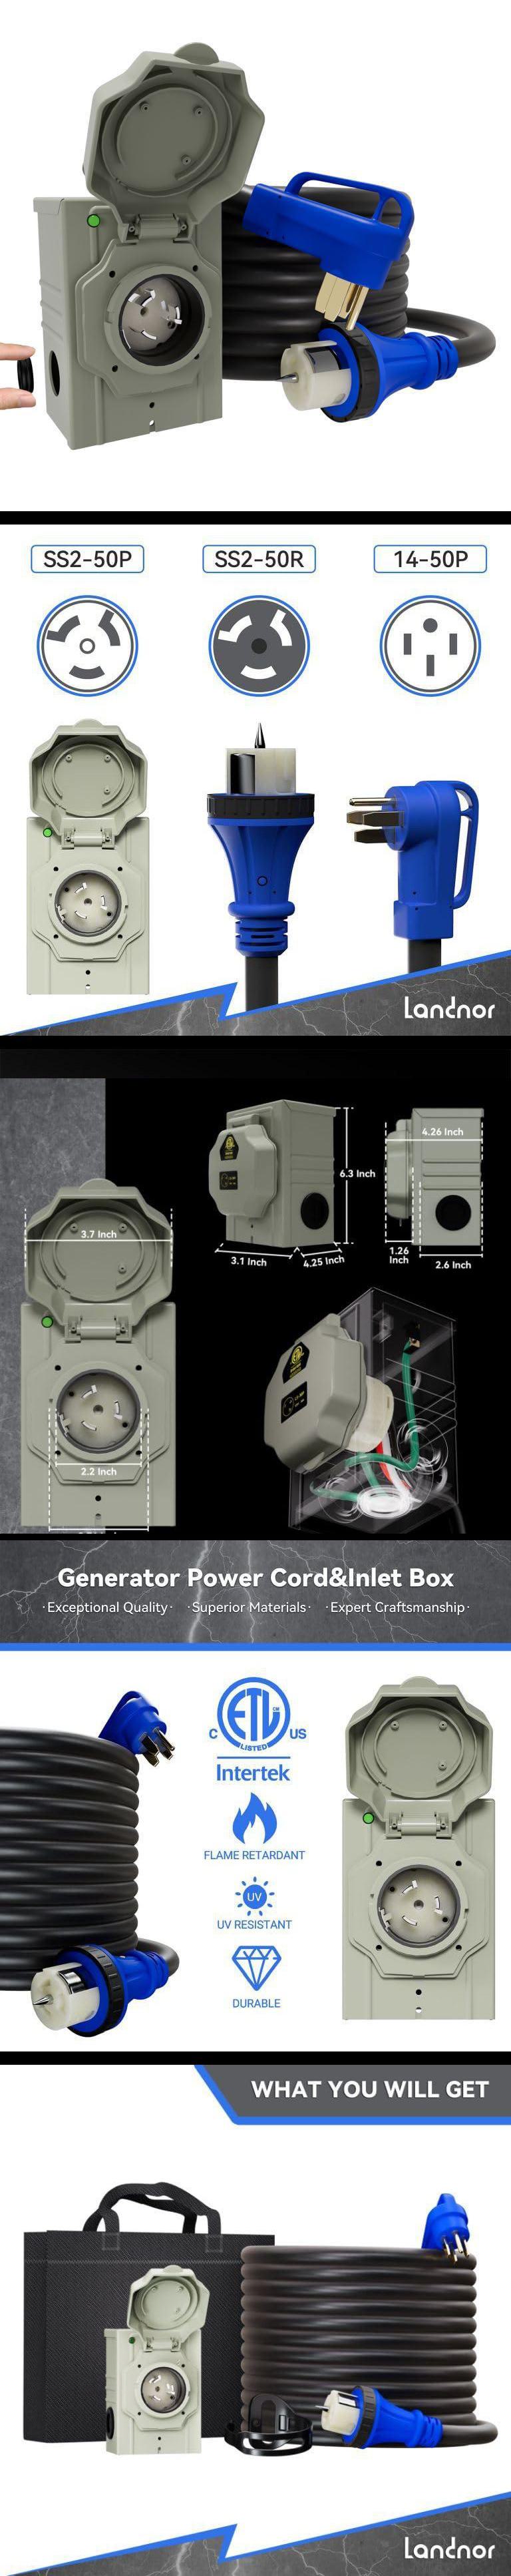 SS2-50P
SS2-50R
14-50P
Landnor
3.7 Inch
2.2 Inch
6.3 Inch
3.1 Inch
4.25 Inch
4.26 Inch
1.26 Inch
2.6 Inch
Generator Power Cord&Inlet Box
·Exceptional Quality· ·Superior Materials· ·Expert Craftsmanship·
ETL
CM
C
US
LISTED
Intertek
FLAME RETARDANT
UV
UV RESISTANT
DURABLE
WHAT YOU WILL GET
Landnor